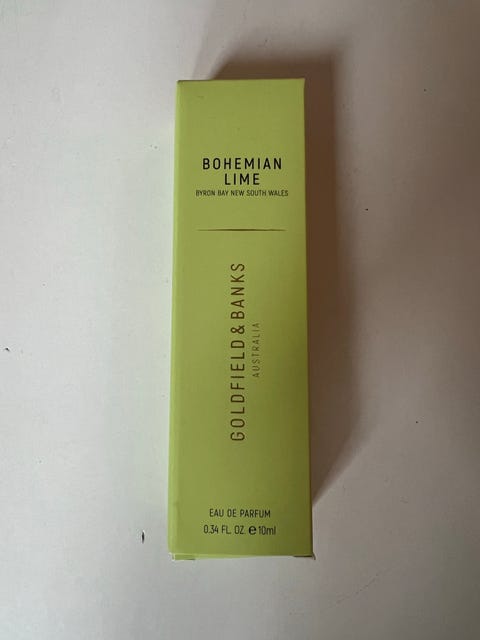 BOHEMIAN
LIME
BYRON BAY NEW SOUTH WALES
GOLDFIELD & BANKS
AUSTRALIA
EAU DE PARFUM
0.34 FL. OZ. ℮ 10ml